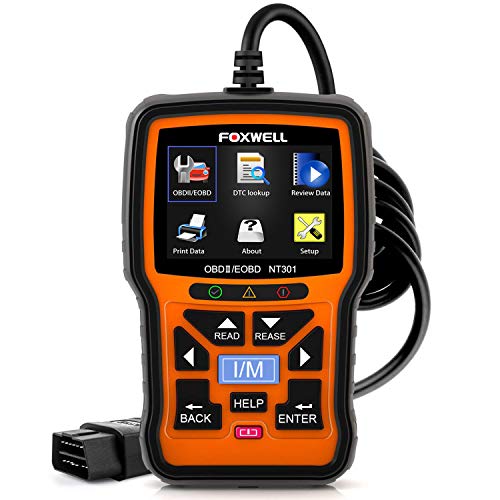 FOXWELL
OBDII/EOBD DTC lookup Review Data
Print Data About Setup
OBDⅡ/EOBD NT301
READ REASE
I/M
BACK HELP ENTER